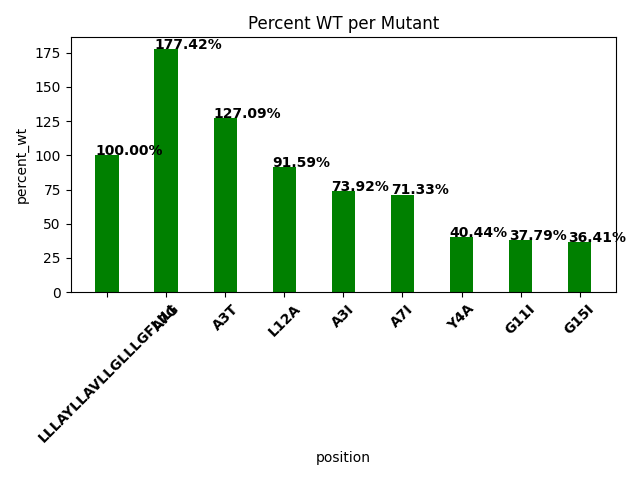 Percent WT per Mutant
percent_wt
175
150
125
100
75
50
25
0
100.00%
177.42%
127.09%
91.59%
73.92%
71.33%
40.44%
37.79%
36.41%
A3T
L12A
A3I
A7I
Y4A
G11I
G15I
position